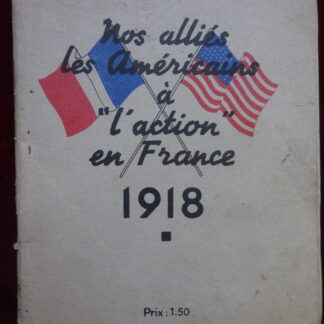 Nos alliés
les Américains
à
"l'action"
en France
1918
Prix : 1.50